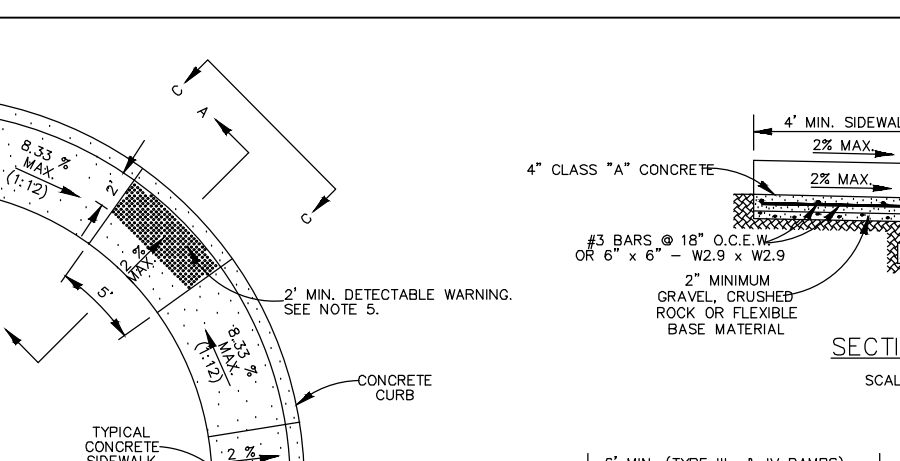 C
A
C
8.33 %
MAX.
(1:12)
2'
2 %
MAX.
5'
2' MIN. DETECTABLE WARNING.
SEE NOTE 5.
8.33 %
MAX.
(1:12)
CONCRETE
CURB
TYPICAL
CONCRETE
SIDEWALK
2 %
4' MIN. SIDEWAL
2% MAX.
4" CLASS "A" CONCRETE
2% MAX.
#3 BARS @ 18" O.C.E.W.
OR 6" x 6" - W2.9 x W2.9
2" MINIMUM
GRAVEL, CRUSHED
ROCK OR FLEXIBLE
BASE MATERIAL
SECTI
SCAL
MIN. (TYPE III & IV RAMPS)